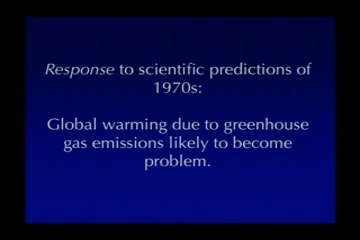 Response to scientific predictions of
1970s:
Global warming due to greenhouse
gas emissions likely to become
problem.